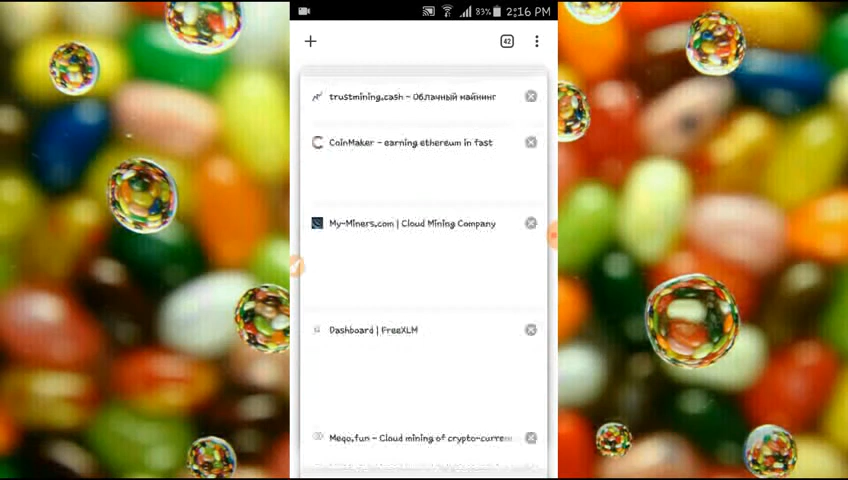 83% 2:16 PM
42
trustmining.cash - Облачный майнинг
CoinMaker - earning ethereum in fast
My-Miners.com | Cloud Mining Company
Dashboard | FreeXLM
Meqo.fun - Cloud mining of crypto-curren